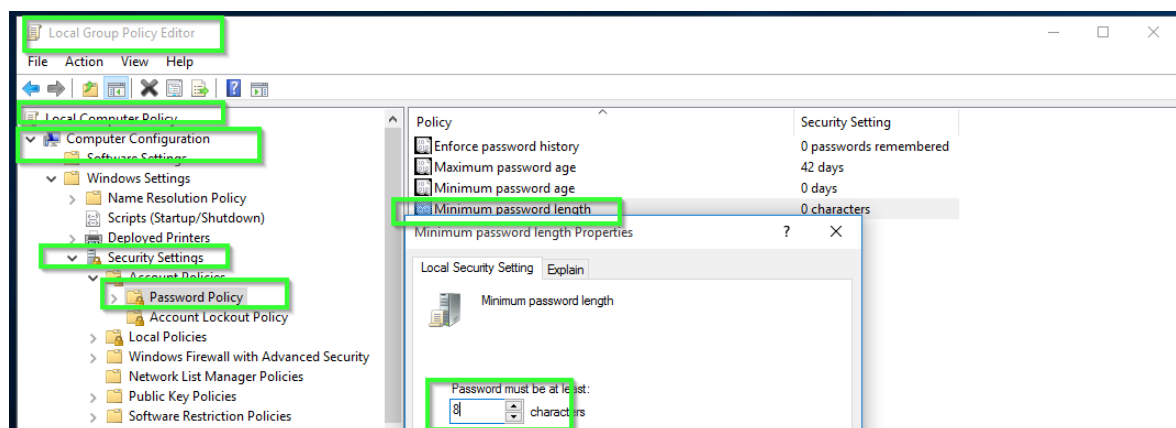 Local Group Policy Editor
File Action View Help
Local Computer Policy
Computer Configuration
Software Settings
Windows Settings
Name Resolution Policy
Scripts (Startup/Shutdown)
Deployed Printers
Security Settings
Account Policies
Password Policy
Account Lockout Policy
Local Policies
Windows Firewall with Advanced Security
Network List Manager Policies
Public Key Policies
Software Restriction Policies
Policy Security Setting
Enforce password history 0 passwords remembered
Maximum password age 42 days
Minimum password age 0 days
Minimum password length 0 characters
Minimum password length Properties ?
Local Security Setting Explain
Minimum password length
Password must be at least:
8 characters